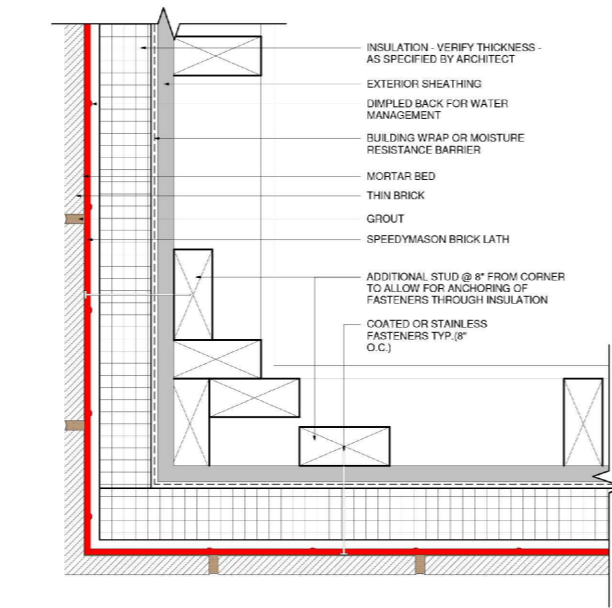 INSULATION - VERIFY THICKNESS -
AS SPECIFIED BY ARCHITECT
EXTERIOR SHEATHING
DIMPLED BACK FOR WATER
MANAGEMENT
BUILDING WRAP OR MOISTURE
RESISTANCE BARRIER
MORTAR BED
THIN BRICK
GROUT
SPEEDYMASON BRICK LATH
ADDITIONAL STUD @ 8" FROM CORNER
TO ALLOW FOR ANCHORING OF
FASTENERS THROUGH INSULATION
COATED OR STAINLESS
FASTENERS TYP.(8"
O.C.)